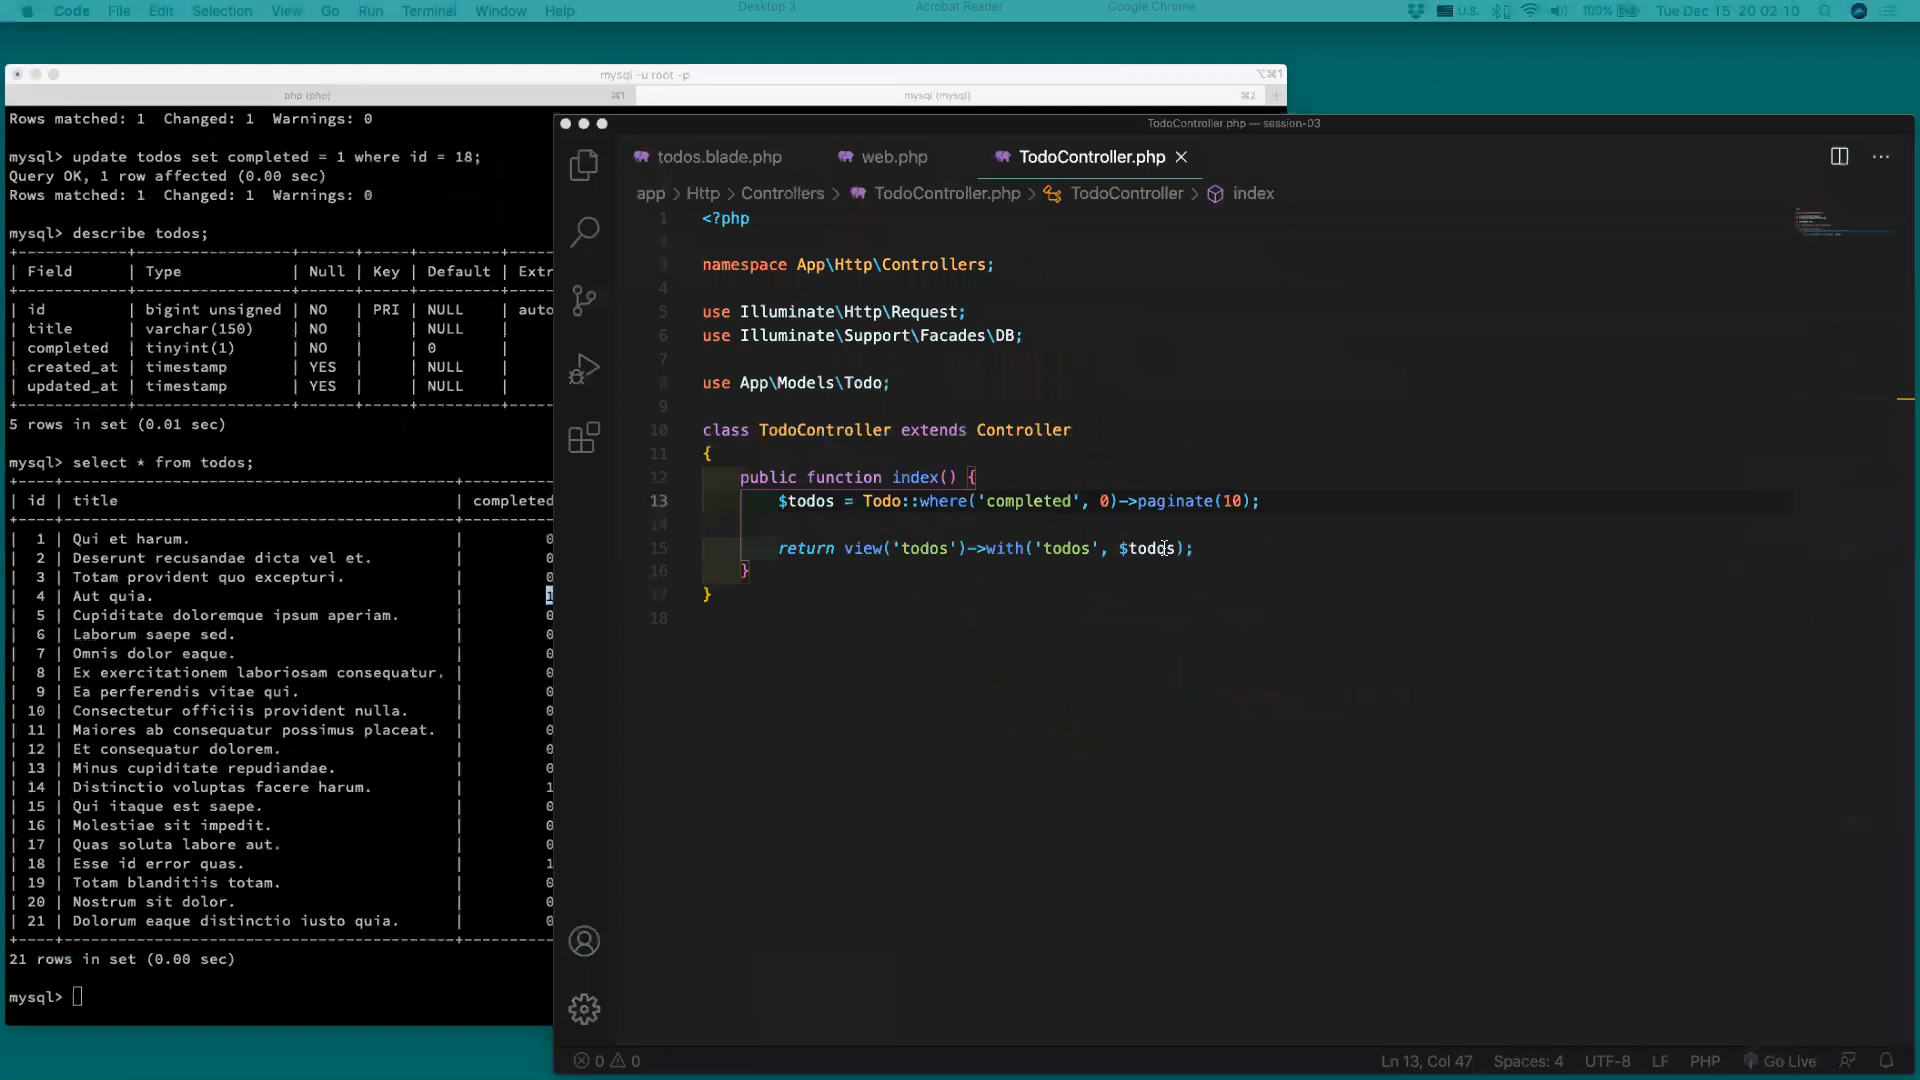 Code File Edit Selection View Go Run Terminal Window Help
Desktop 3 Acrobat Reader Google Chrome
U.S. 100% Tue Dec 15 20 02 10
mysql -u root -p ⌥⌘1
php (php) ⌘1 mysql (mysql) ⌘2
Rows matched: 1 Changed: 1 Warnings: 0
mysql> update todos set completed = 1 where id = 18;
Query OK, 1 row affected (0.00 sec)
Rows matched: 1 Changed: 1 Warnings: 0
mysql> describe todos;
+------------+-----------------+------+-----+---------+-----
| Field | Type | Null | Key | Default | Extr
| id | bigint unsigned | NO | PRI | NULL | auto
| title | varchar(150) | NO | | NULL |
| completed | tinyint(1) | NO | | 0 |
| created_at | timestamp | YES | | NULL |
| updated_at | timestamp | YES | | NULL |
5 rows in set (0.01 sec)
mysql> select * from todos;
| id | title | completed
| 1 | Qui et harum. | 0
| 2 | Deserunt recusandae dicta vel et. | 0
| 3 | Totam provident quo excepturi. | 0
| 4 | Aut quia. | 1
| 5 | Cupiditate doloremque ipsum aperiam. | 0
| 6 | Laborum saepe sed. | 0
| 7 | Omnis dolor eaque. | 0
| 8 | Ex exercitationem laboriosam consequatur. | 0
| 9 | Ea perferendis vitae qui. | 0
| 10 | Consectetur officiis provident nulla. | 0
| 11 | Maiores ab consequatur possimus placeat. | 0
| 12 | Et consequatur dolorem. | 0
| 13 | Minus cupiditate repudiandae. | 0
| 14 | Distinctio voluptas facere harum. | 1
| 15 | Qui itaque est saepe. | 0
| 16 | Molestiae sit impedit. | 0
| 17 | Quas soluta labore aut. | 0
| 18 | Esse id error quas. | 1
| 19 | Totam blanditiis totam. | 0
| 20 | Nostrum sit dolor. | 0
| 21 | Dolorum eaque distinctio iusto quia. | 0
21 rows in set (0.00 sec)
mysql>
TodoController.php — session-03
todos.blade.php web.php TodoController.php
app > Http > Controllers > TodoController.php > TodoController > index
1 <?php
2
3 namespace App\Http\Controllers;
4
5 use Illuminate\Http\Request;
6 use Illuminate\Support\Facades\DB;
7
8 use App\Models\Todo;
9
10 class TodoController extends Controller
11 {
12 public function index() {
13 $todos = Todo::where('completed', 0)->paginate(10);
14
15 return view('todos')->with('todos', $todos);
16 }
17 }
18
0 0 Ln 13, Col 47 Spaces: 4 UTF-8 LF PHP Go Live